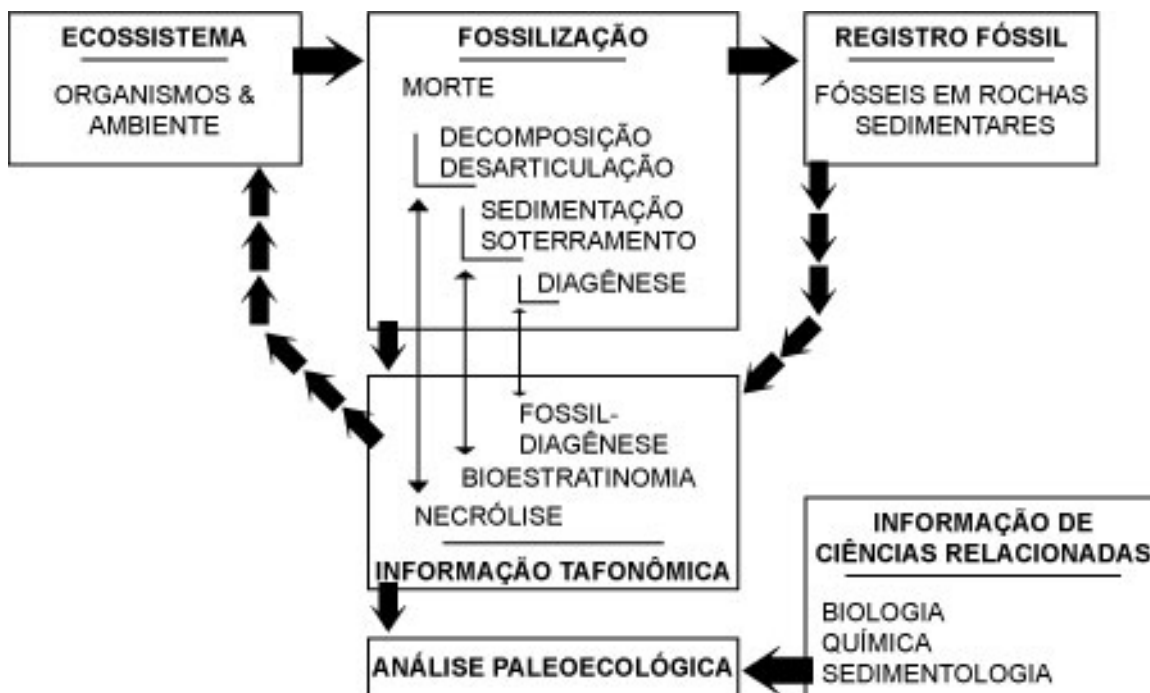 ECOSSISTEMA
ORGANISMOS &
AMBIENTE
FOSSILIZAÇÃO
MORTE
DECOMPOSIÇÃO
DESARTICULAÇÃO
SEDIMENTAÇÃO
SOTERRAMENTO
DIAGÊNESE
REGISTRO FÓSSIL
FÓSSEIS EM ROCHAS
SEDIMENTARES
FOSSIL-
DIAGÊNESE
BIOESTRATINOMIA
NECRÓLISE
INFORMAÇÃO TAFONÔMICA
INFORMAÇÃO DE
CIÊNCIAS RELACIONADAS
BIOLOGIA
QUÍMICA
SEDIMENTOLOGIA
ANÁLISE PALEOECOLÓGICA